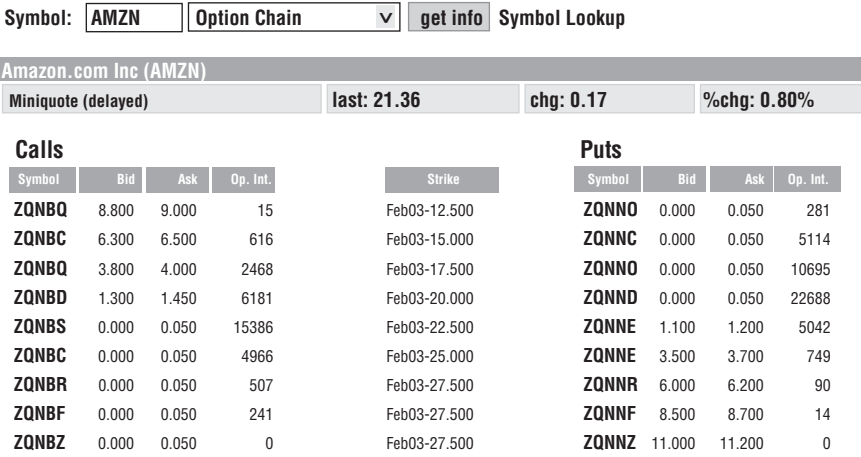 Symbol: AMZN Option Chain v get info Symbol Lookup
Amazon.com Inc (AMZN)
Miniquote (delayed) last: 21.36 chg: 0.17 %chg: 0.80%
Calls Puts
Symbol Bid Ask Op. Int. Strike Symbol Bid Ask Op. Int.
ZQNBQ 8.800 9.000 15 Feb03-12.500 ZQNNO 0.000 0.050 281
ZQNBC 6.300 6.500 616 Feb03-15.000 ZQNNC 0.000 0.050 5114
ZQNBQ 3.800 4.000 2468 Feb03-17.500 ZQNNO 0.000 0.050 10695
ZQNBD 1.300 1.450 6181 Feb03-20.000 ZQNND 0.000 0.050 22688
ZQNBS 0.000 0.050 15386 Feb03-22.500 ZQNNE 1.100 1.200 5042
ZQNBC 0.000 0.050 4966 Feb03-25.000 ZQNNE 3.500 3.700 749
ZQNBR 0.000 0.050 507 Feb03-27.500 ZQNNR 6.000 6.200 90
ZQNBF 0.000 0.050 241 Feb03-27.500 ZQNNF 8.500 8.700 14
ZQNBZ 0.000 0.050 0 Feb03-27.500 ZQNNZ 11.000 11.200 0